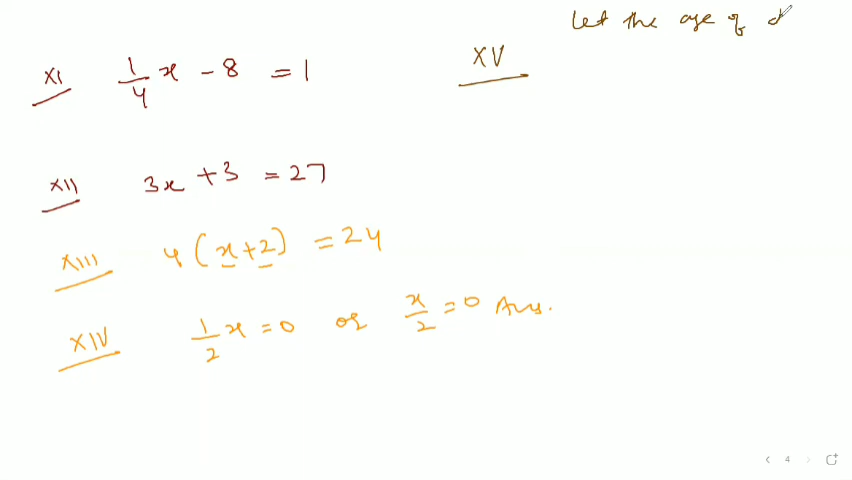 XI 1/4 x - 8 = 1
XII 3x + 3 = 27
XIII 4 (x + 2) = 24
XIV 1/2 x = 0 or x/2 = 0 Ans.
Let the age of
XV
4